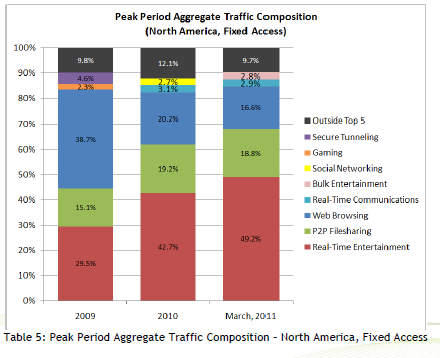 Peak Period Aggregate Traffic Composition
(North America, Fixed Access)
100%
90%
80%
70%
60%
50%
40%
30%
20%
10%
0%
9.8%
4.6%
2.3%
38.7%
15.1%
29.5%
12.1%
2.7%
3.1%
20.2%
19.2%
42.7%
9.7%
2.8%
2.9%
16.6%
18.8%
49.2%
2009
2010
March, 2011
Outside Top 5
Secure Tunneling
Gaming
Social Networking
Bulk Entertainment
Real-Time Communications
Web Browsing
P2P Filesharing
Real-Time Entertainment
Table 5: Peak Period Aggregate Traffic Composition - North America, Fixed Access